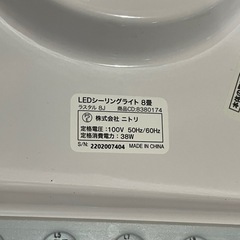 LEDシーリングライト 8畳
ラスタル 8J 商品CD:8380174
株式会社 ニトリ
定格電圧:100V 50Hz/60Hz
定格消費電力:38W
S/N: 2202007404 MADE IN CHINA